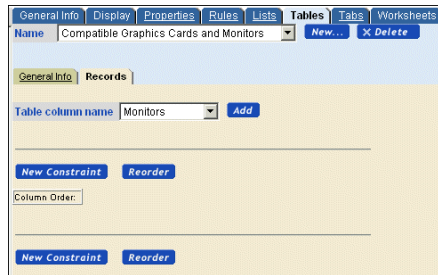 General Info Display Properties Rules Lists Tables Tabs Worksheets
Name Compatible Graphics Cards and Monitors New... X Delete
General Info Records
Table column name Monitors Add
New Constraint Reorder
Column Order:
New Constraint Reorder